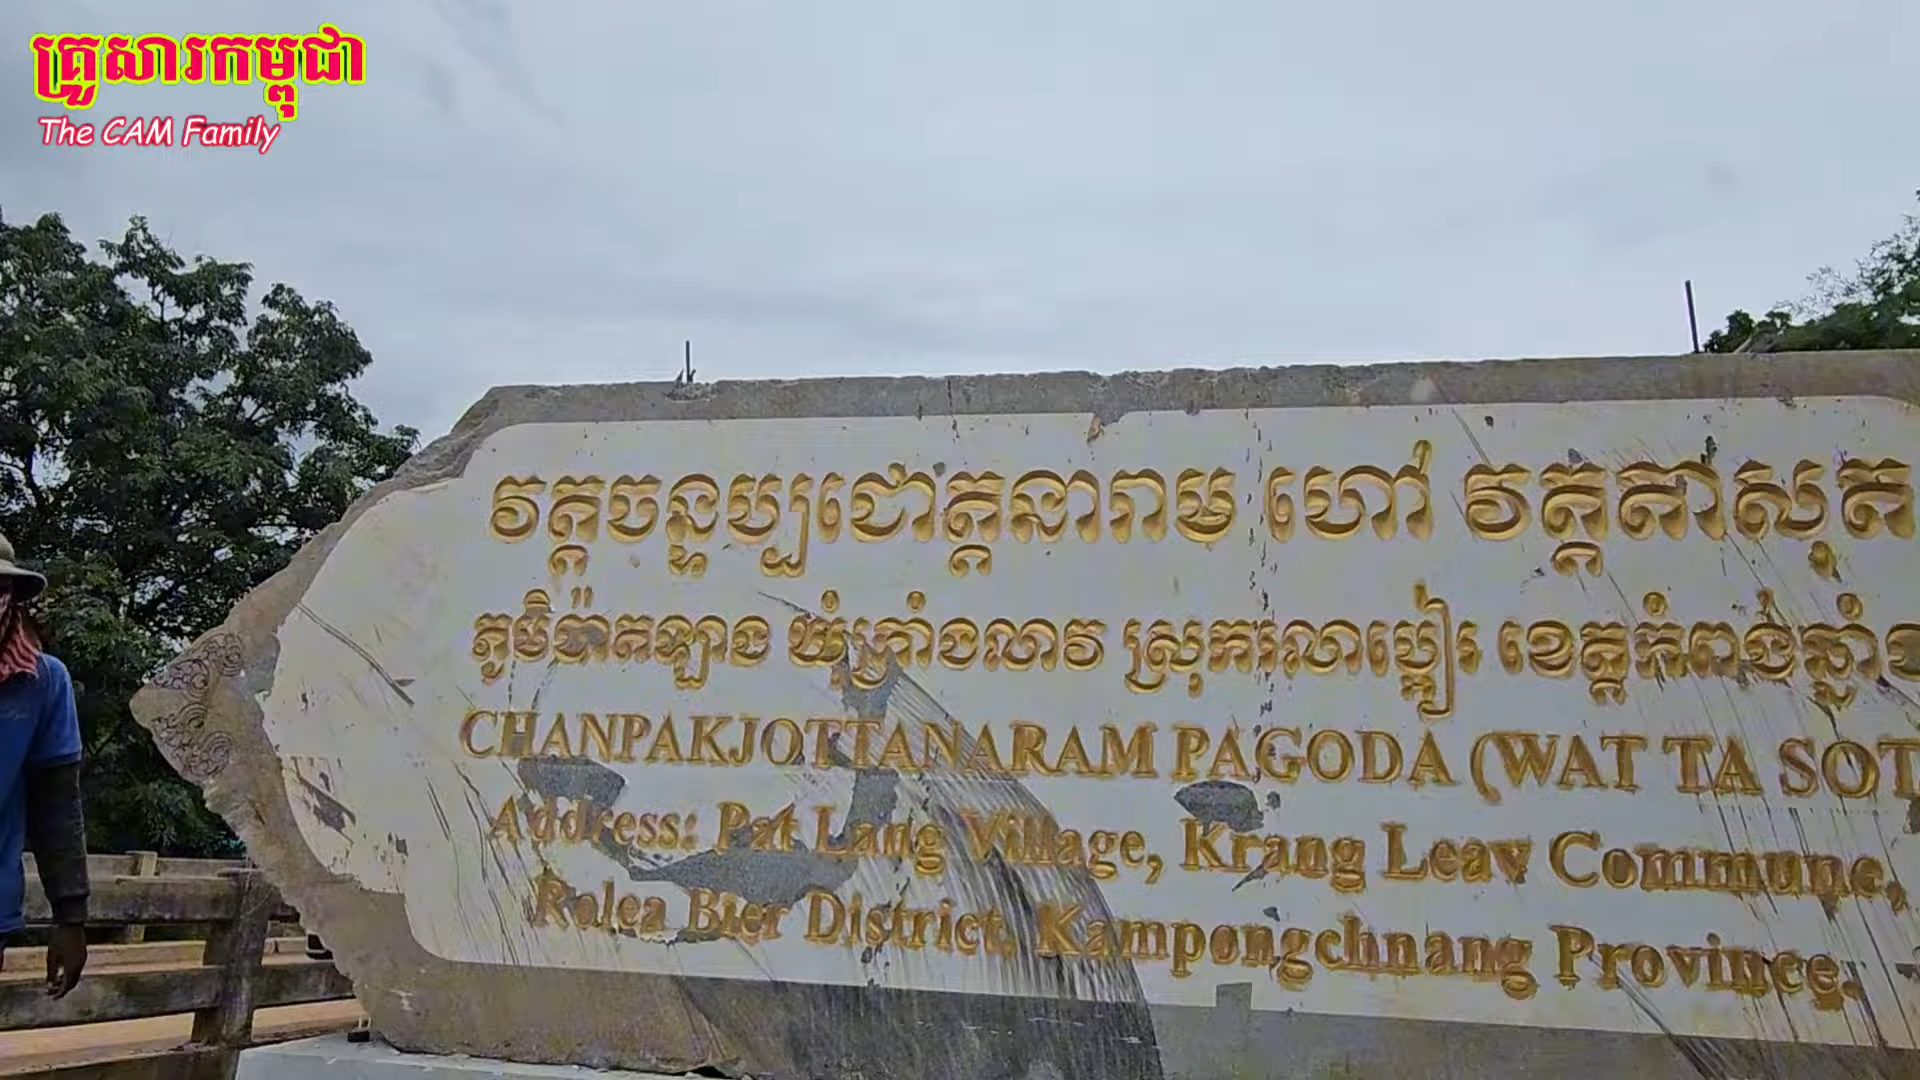 គ្រួសារកម្ពុជា
The CAM Family
វត្តចន្ទប្បជោត្តនារាម ហៅ វត្តតាសុត
ភូមិប៉ាតឡាង ឃុំក្រាំងលាវ ស្រុករលាប្អៀរ ខេត្តកំពង់ឆ្នាំង
CHANPAKJOTTANARAM PAGODA (WAT TA SOT
Address: Pat Lang Village, Krang Leav Commune,
Rolea Bier District, Kampongchnang Province.